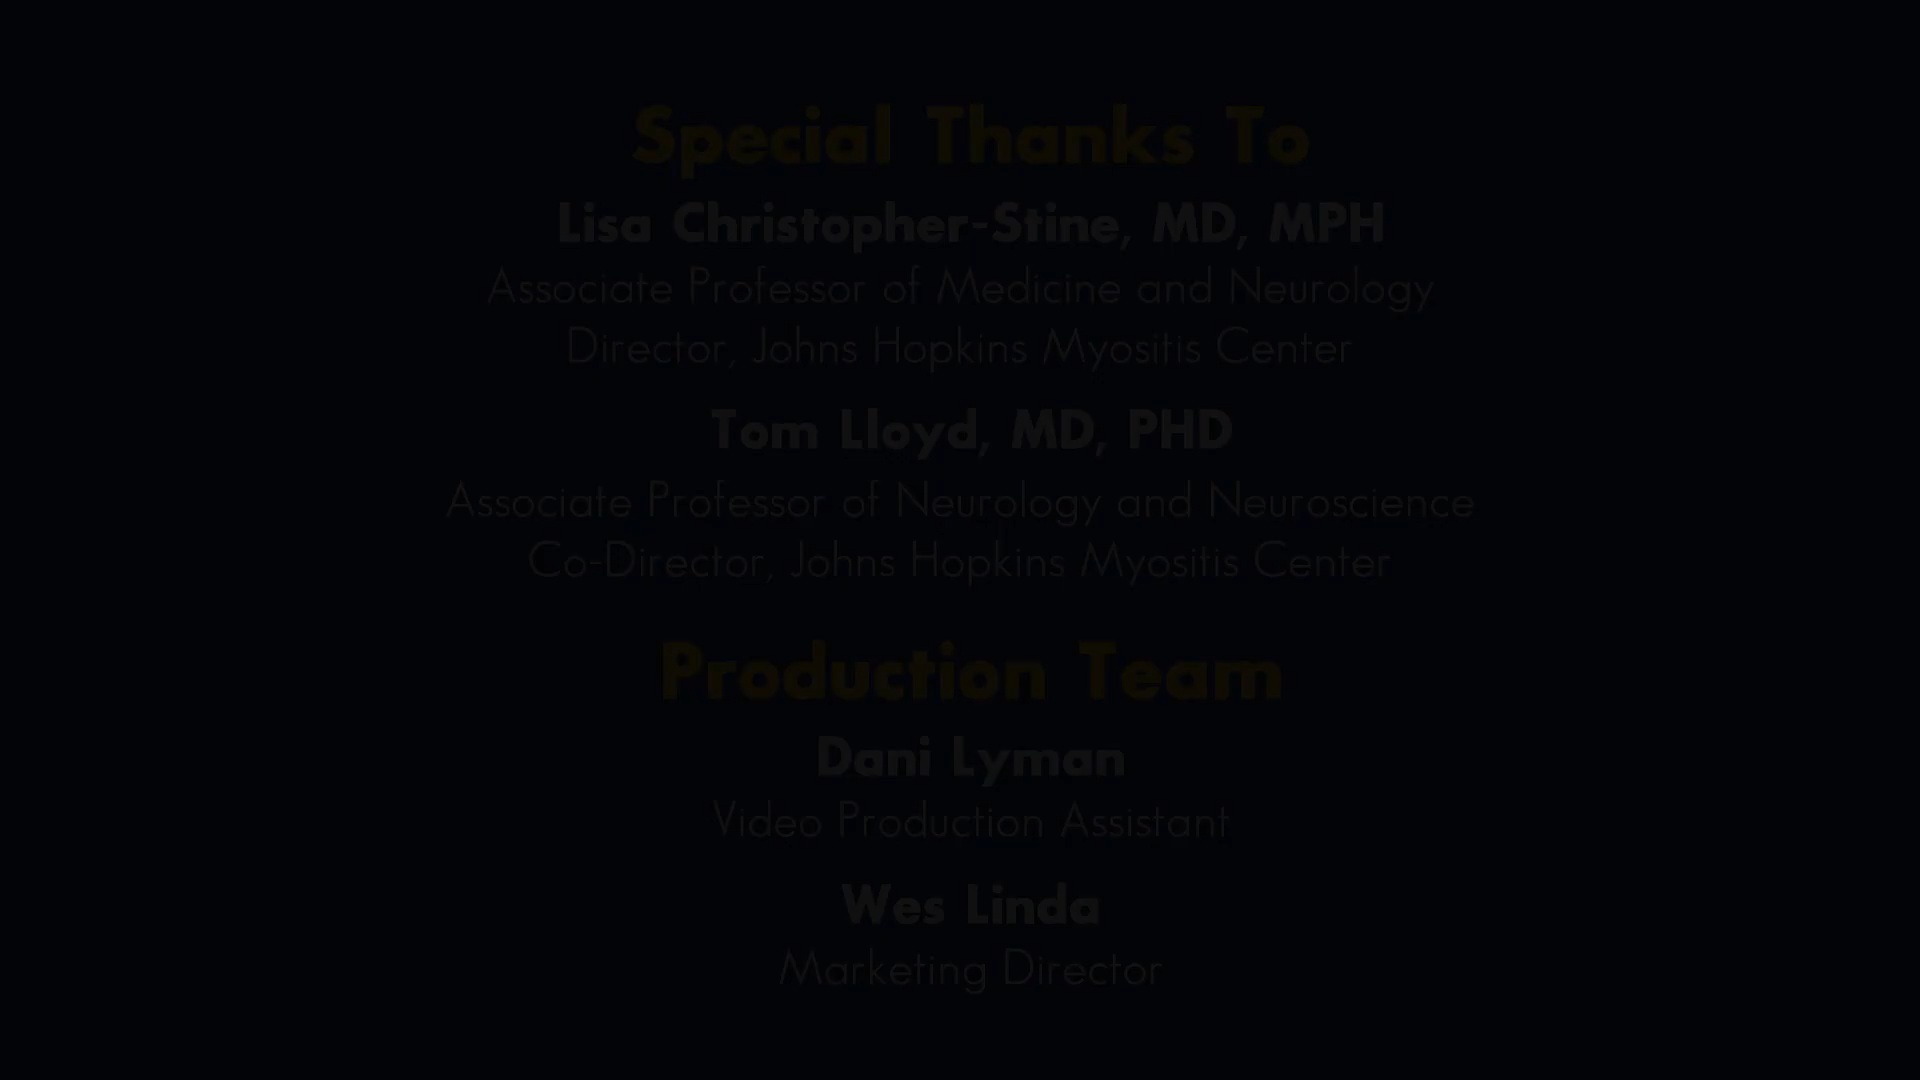 Special Thanks To
Lisa Christopher-Stine, MD, MPH
Associate Professor of Medicine and Neurology
Director, Johns Hopkins Myositis Center
Tom Lloyd, MD, PHD
Associate Professor of Neurology and Neuroscience
Co-Director, Johns Hopkins Myositis Center
Production Team
Dani Lyman
Video Production Assistant
Wes Linda
Marketing Director